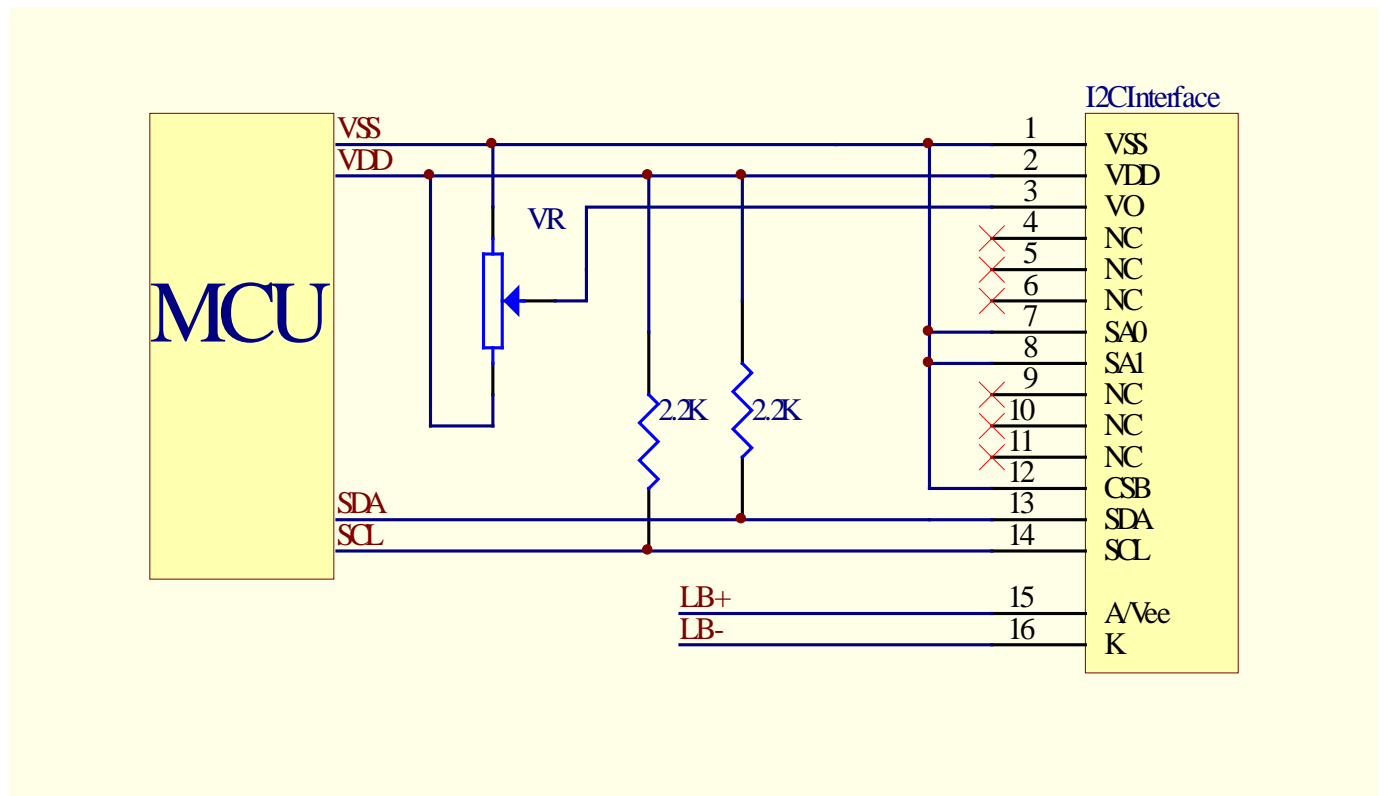 I2CInterface
MCU
VSS
VDD
VR
2.2K
2.2K
SDA
SCL
LB+
LB-
1 VSS
2 VDD
3 VO
4 NC
5 NC
6 NC
7 SA0
8 SA1
9 NC
10 NC
11 NC
12 CSB
13 SDA
14 SCL
15 A/Vee
16 K